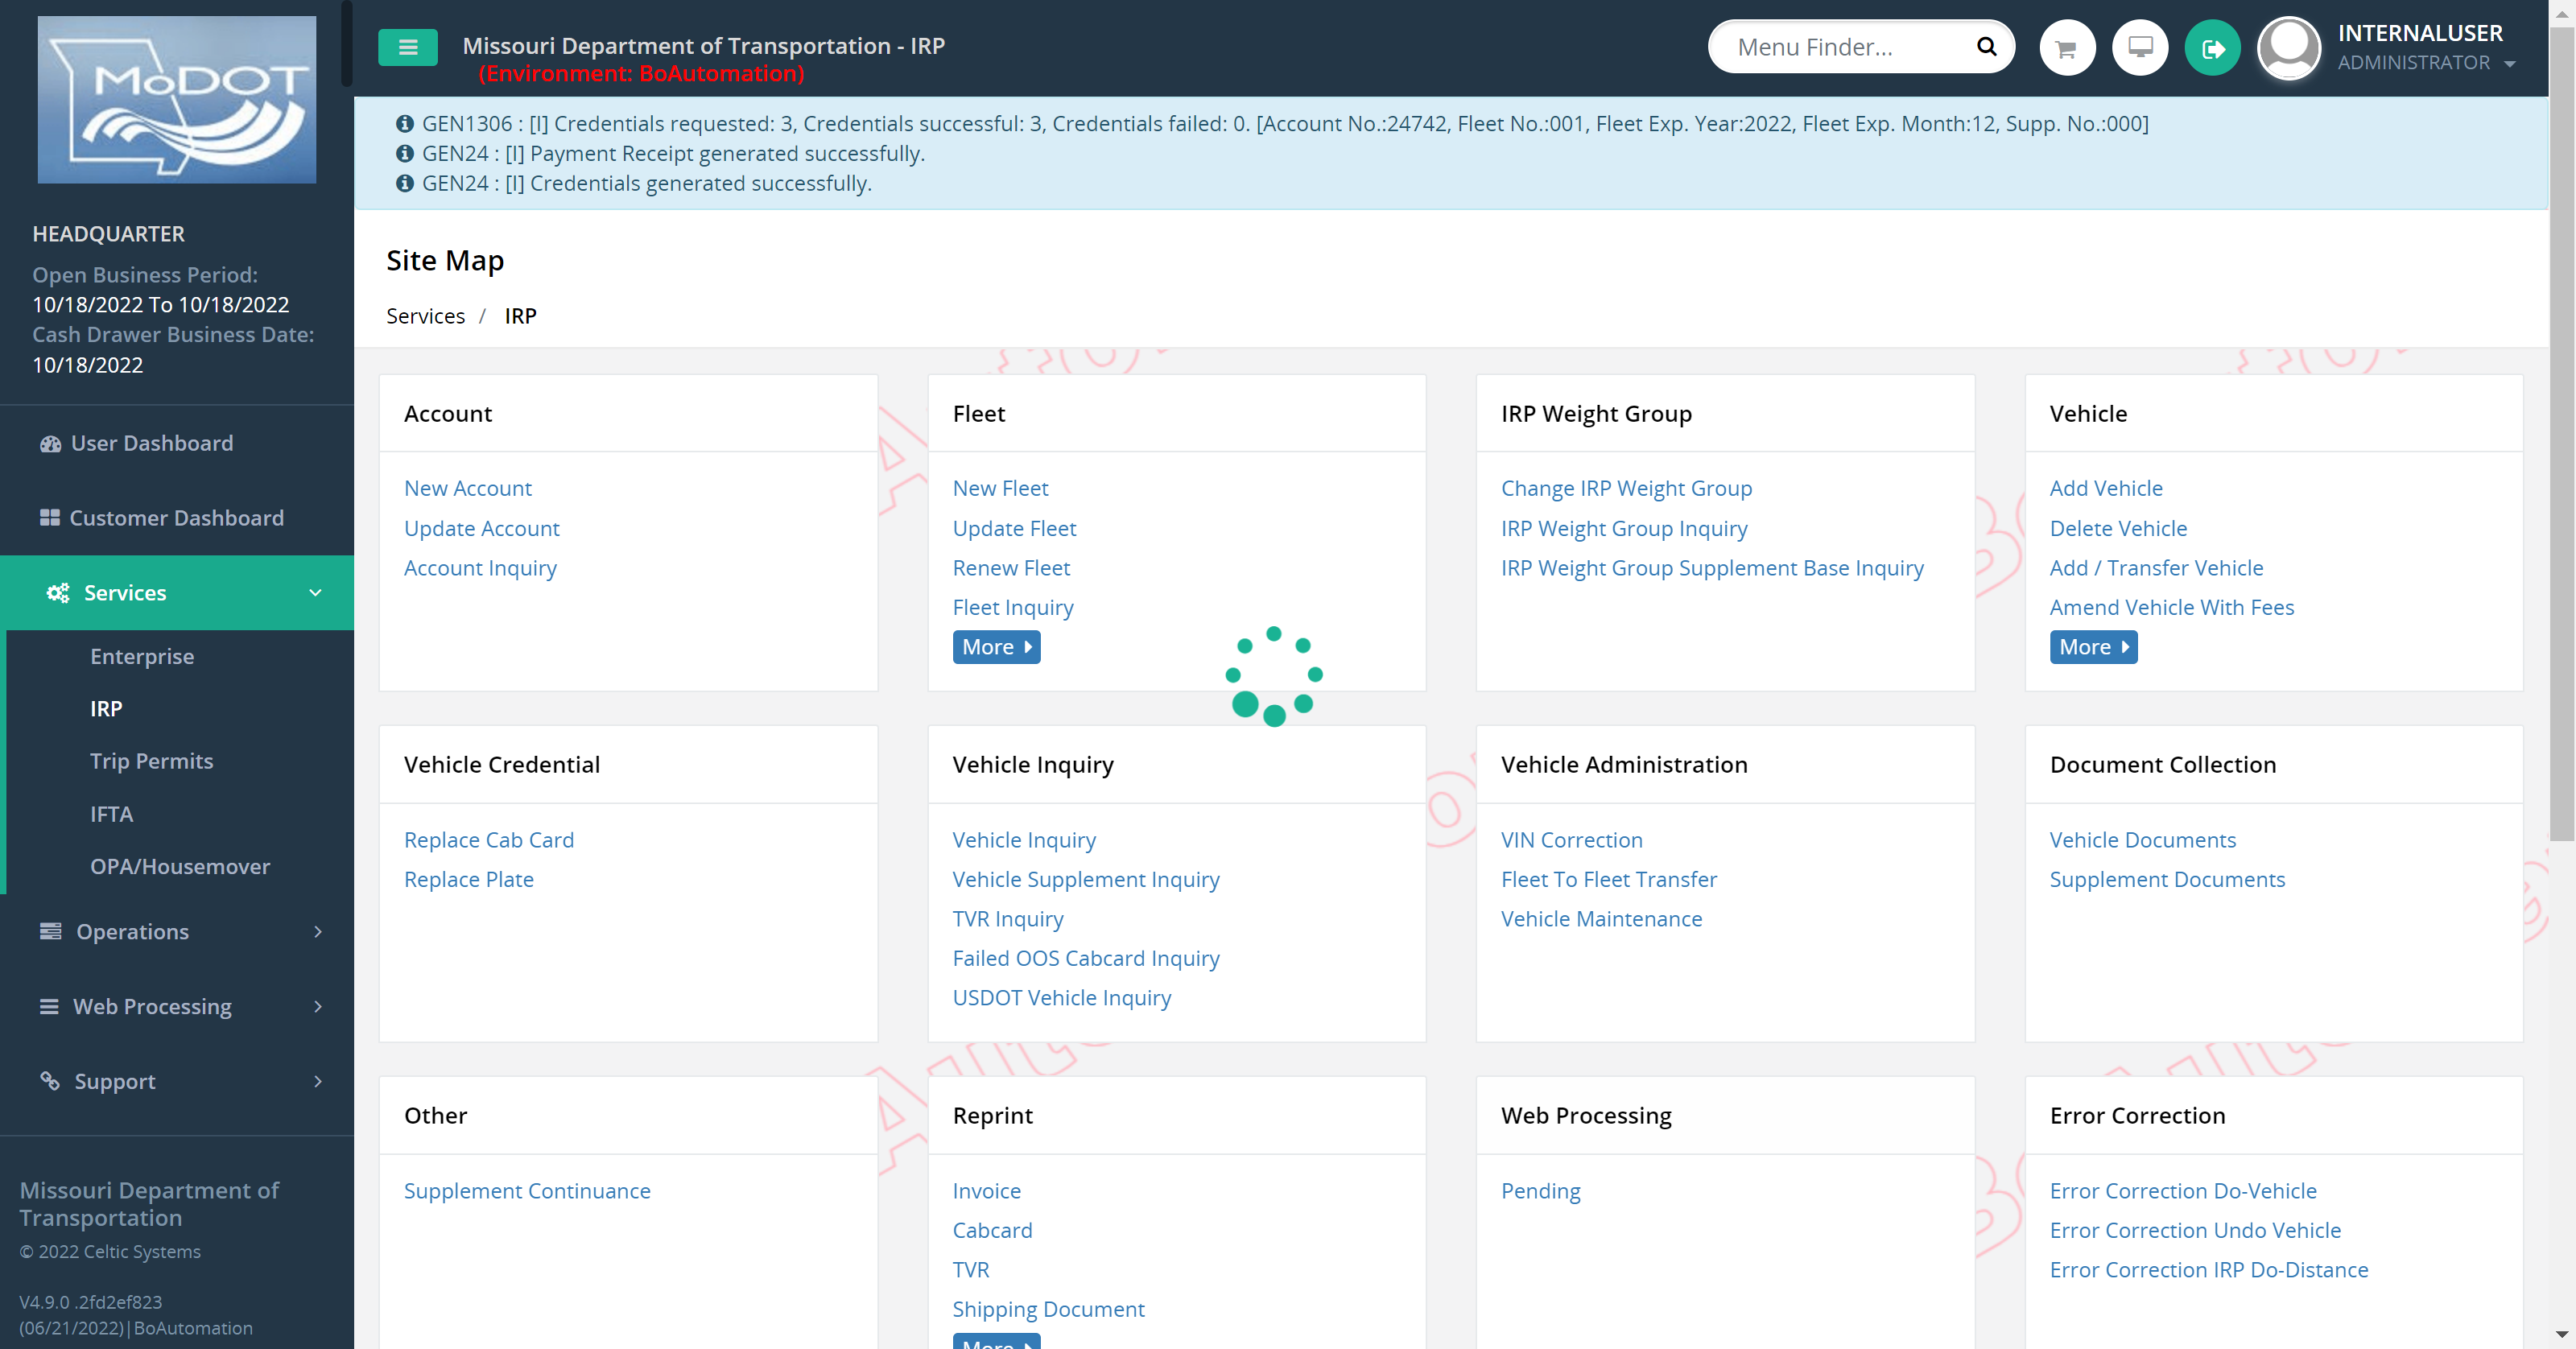 MoDOT
Missouri Department of Transportation - IRP
(Environment: BoAutomation)
Menu Finder...
INTERNALUSER
ADMINISTRATOR
GEN1306 : [I] Credentials requested: 3, Credentials successful: 3, Credentials failed: 0. [Account No.:24742, Fleet No.:001, Fleet Exp. Year:2022, Fleet Exp. Month:12, Supp. No.:000]
GEN24 : [I] Payment Receipt generated successfully.
GEN24 : [I] Credentials generated successfully.
HEADQUARTER
Open Business Period:
10/18/2022 To 10/18/2022
Cash Drawer Business Date:
10/18/2022
User Dashboard
Customer Dashboard
Services
Enterprise
IRP
Trip Permits
IFTA
OPA/Housemover
Operations
Web Processing
Support
Missouri Department of
Transportation
© 2022 Celtic Systems
V4.9.0 .2fd2ef823
(06/21/2022)|BoAutomation
Site Map
Services / IRP
Account
New Account
Update Account
Account Inquiry
Fleet
New Fleet
Update Fleet
Renew Fleet
Fleet Inquiry
More
IRP Weight Group
Change IRP Weight Group
IRP Weight Group Inquiry
IRP Weight Group Supplement Base Inquiry
Vehicle
Add Vehicle
Delete Vehicle
Add / Transfer Vehicle
Amend Vehicle With Fees
More
Vehicle Credential
Replace Cab Card
Replace Plate
Vehicle Inquiry
Vehicle Inquiry
Vehicle Supplement Inquiry
TVR Inquiry
Failed OOS Cabcard Inquiry
USDOT Vehicle Inquiry
Vehicle Administration
VIN Correction
Fleet To Fleet Transfer
Vehicle Maintenance
Document Collection
Vehicle Documents
Supplement Documents
Other
Supplement Continuance
Reprint
Invoice
Cabcard
TVR
Shipping Document
More
Web Processing
Pending
Error Correction
Error Correction Do-Vehicle
Error Correction Undo Vehicle
Error Correction IRP Do-Distance